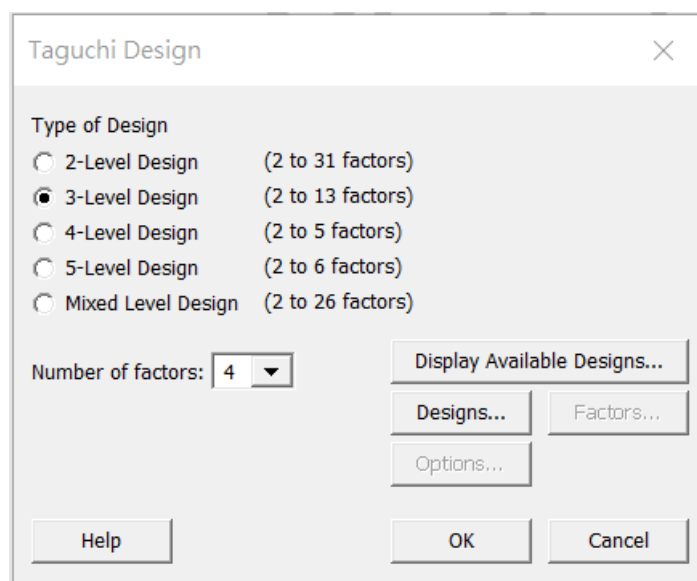 Taguchi Design
Type of Design
2-Level Design (2 to 31 factors)
3-Level Design (2 to 13 factors)
4-Level Design (2 to 5 factors)
5-Level Design (2 to 6 factors)
Mixed Level Design (2 to 26 factors)
Number of factors: 4
Display Available Designs...
Designs... Factors...
Options...
Help OK Cancel